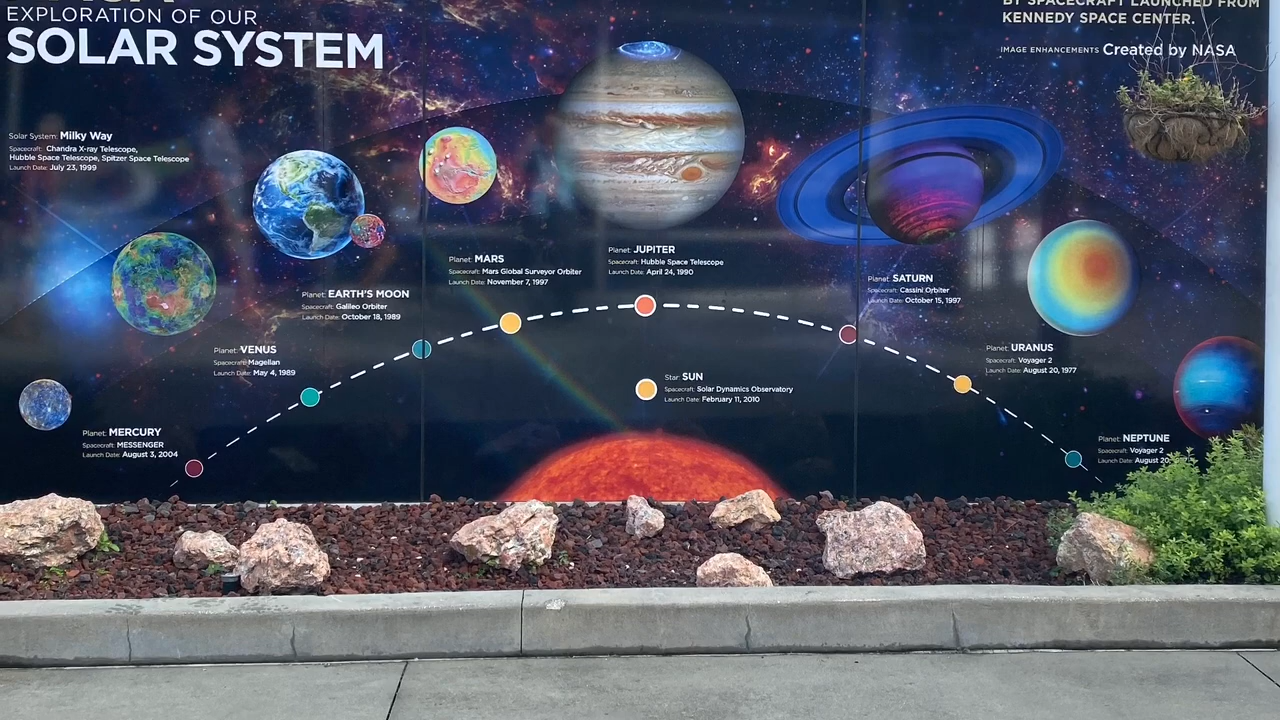 EXPLORATION OF OUR
SOLAR SYSTEM
BY SPACECRAFT LAUNCHED FROM
KENNEDY SPACE CENTER.
IMAGE ENHANCEMENTS Created by NASA
Solar System: Milky Way
Spacecraft: Chandra X-ray Telescope,
Hubble Space Telescope, Spitzer Space Telescope
Launch Date: July 23, 1999
Planet: MERCURY
Spacecraft: MESSENGER
Launch Date: August 3, 2004
Planet: VENUS
Spacecraft: Magellan
Launch Date: May 4, 1989
Planet: EARTH'S MOON
Spacecraft: Galileo Orbiter
Launch Date: October 18, 1989
Planet: MARS
Spacecraft: Mars Global Surveyor Orbiter
Launch Date: November 7, 1997
Planet: JUPITER
Spacecraft: Hubble Space Telescope
Launch Date: April 24, 1990
Star: SUN
Spacecraft: Solar Dynamics Observatory
Launch Date: February 11, 2010
Planet: SATURN
Spacecraft: Cassini Orbiter
Launch Date: October 15, 1997
Planet: URANUS
Spacecraft: Voyager 2
Launch Date: August 20, 1977
Planet: NEPTUNE
Spacecraft: Voyager 2
Launch Date: August 20,